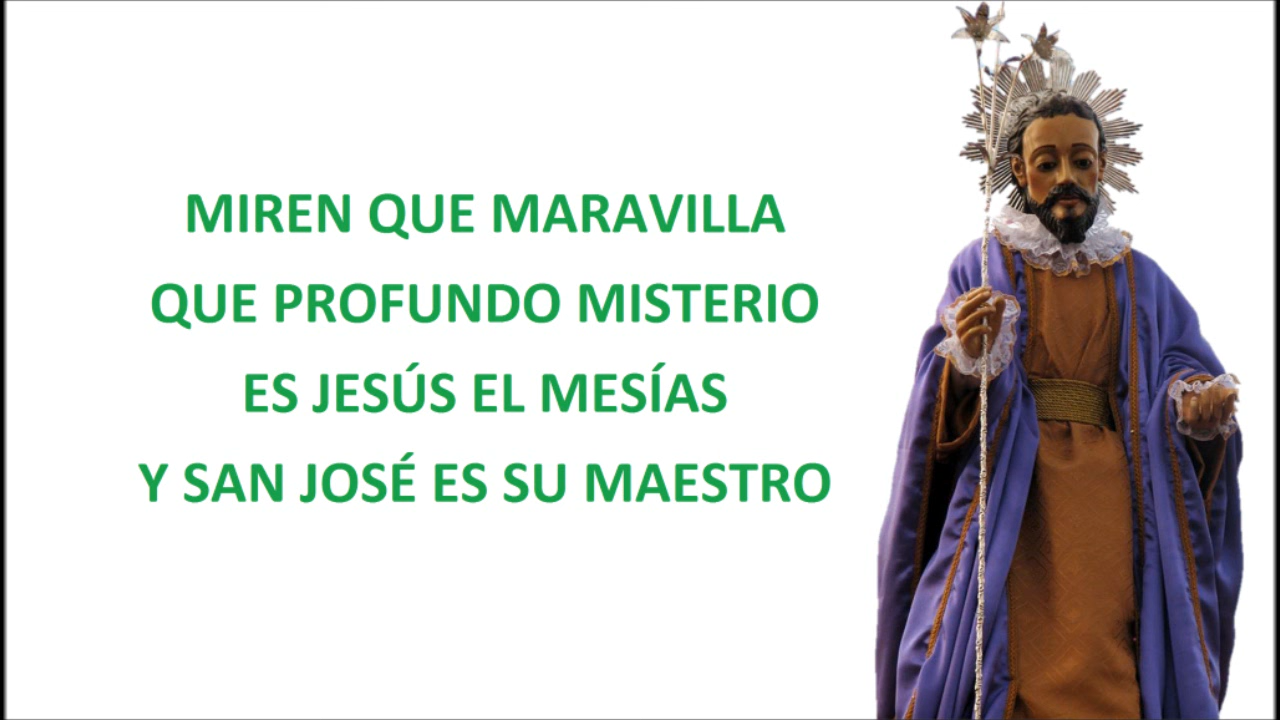 MIREN QUE MARAVILLA
QUE PROFUNDO MISTERIO
ES JESÚS EL MESÍAS
Y SAN JOSÉ ES SU MAESTRO